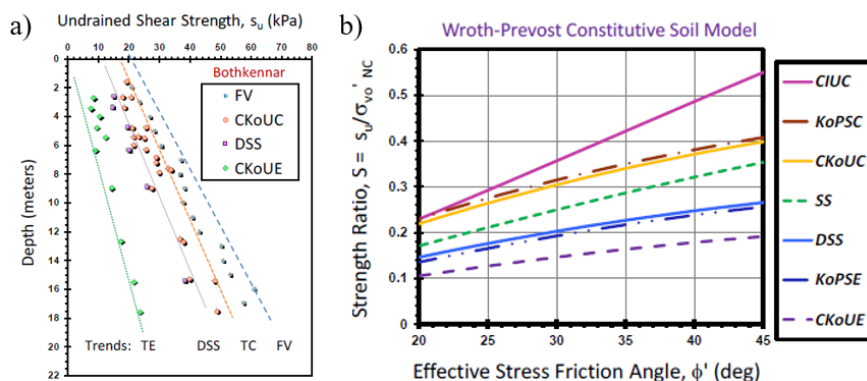 a)
Undrained Shear Strength, su (kPa)
0 10 20 30 40 50 60 70 80
0
2
4
6
8
10
12
14
16
18
20
22
Depth (meters)
Bothkennar
FV
CKoUC
DSS
CKoUE
Trends: TE DSS TC FV
b)
Wroth-Prevost Constitutive Soil Model
0.6
0.5
0.4
0.3
0.2
0.1
0
Strength Ratio, S = su/σvo'NC
20 25 30 35 40 45
Effective Stress Friction Angle, ϕ' (deg)
CIUC
KoPSC
CKoUC
SS
DSS
KoPSE
CKoUE